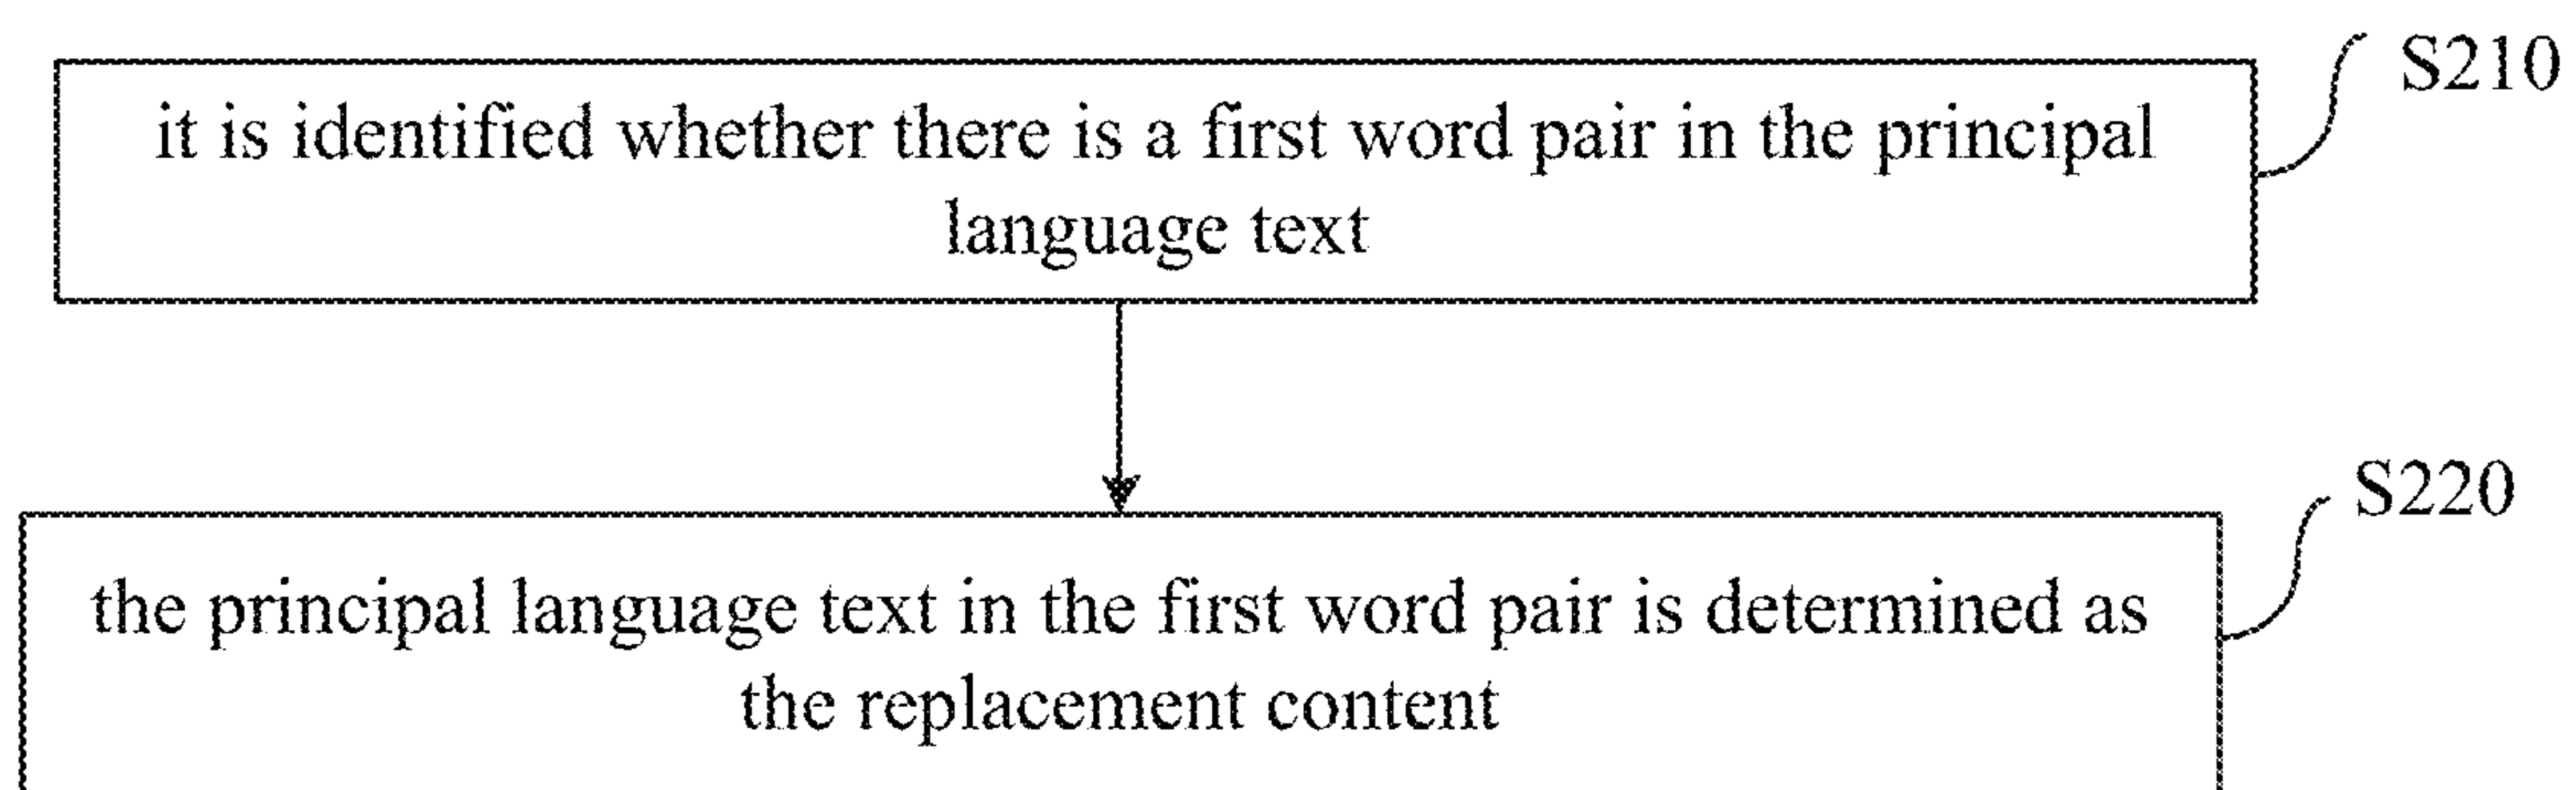 S210
it is identified whether there is a first word pair in the principal
language text
S220
the principal language text in the first word pair is determined as
the replacement content